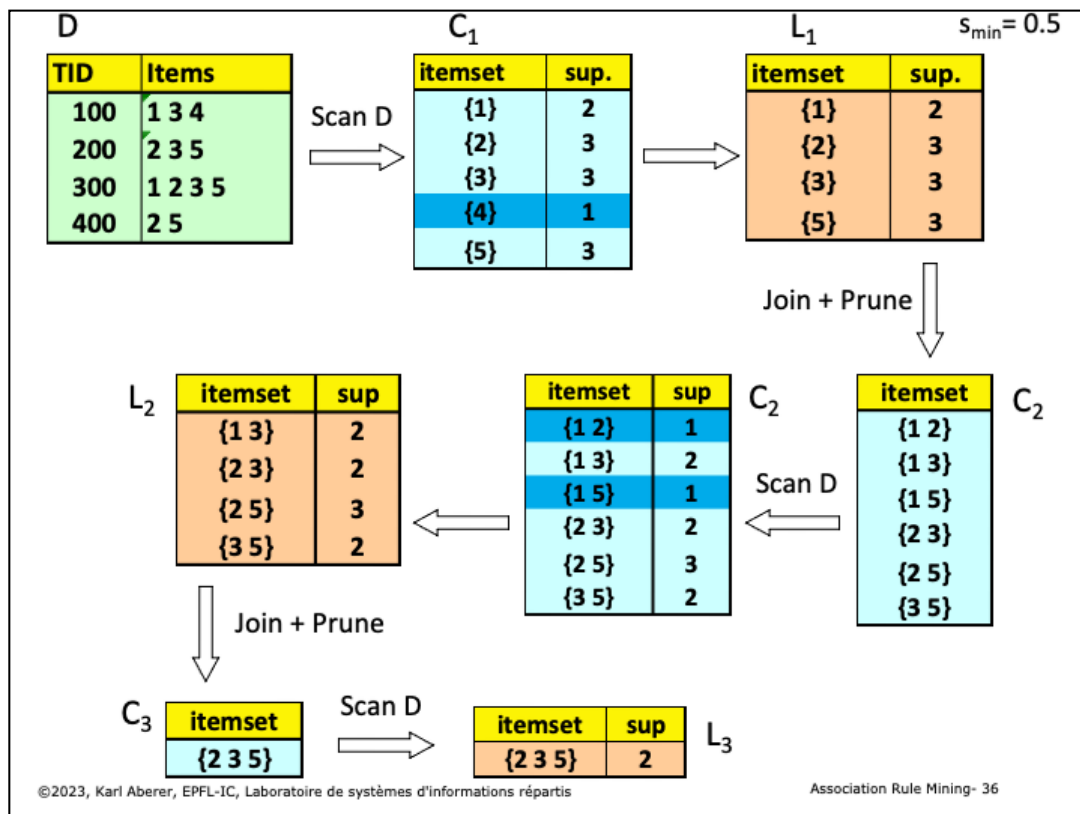 D
C₁
L₁
s_min= 0.5
TID Items
100 1 3 4
200 2 3 5
300 1 2 3 5
400 2 5
Scan D
itemset sup.
{1} 2
{2} 3
{3} 3
{4} 1
{5} 3
itemset sup.
{1} 2
{2} 3
{3} 3
{5} 3
Join + Prune
L₂
itemset sup
{1 3} 2
{2 3} 2
{2 5} 3
{3 5} 2
itemset sup
{1 2} 1
{1 3} 2
{1 5} 1
{2 3} 2
{2 5} 3
{3 5} 2
C₂
Scan D
itemset
{1 2}
{1 3}
{1 5}
{2 3}
{2 5}
{3 5}
C₂
Join + Prune
C₃
itemset
{2 3 5}
Scan D
itemset sup
{2 3 5} 2
L₃
©2023, Karl Aberer, EPFL-IC, Laboratoire de systèmes d'informations répartis
Association Rule Mining- 36